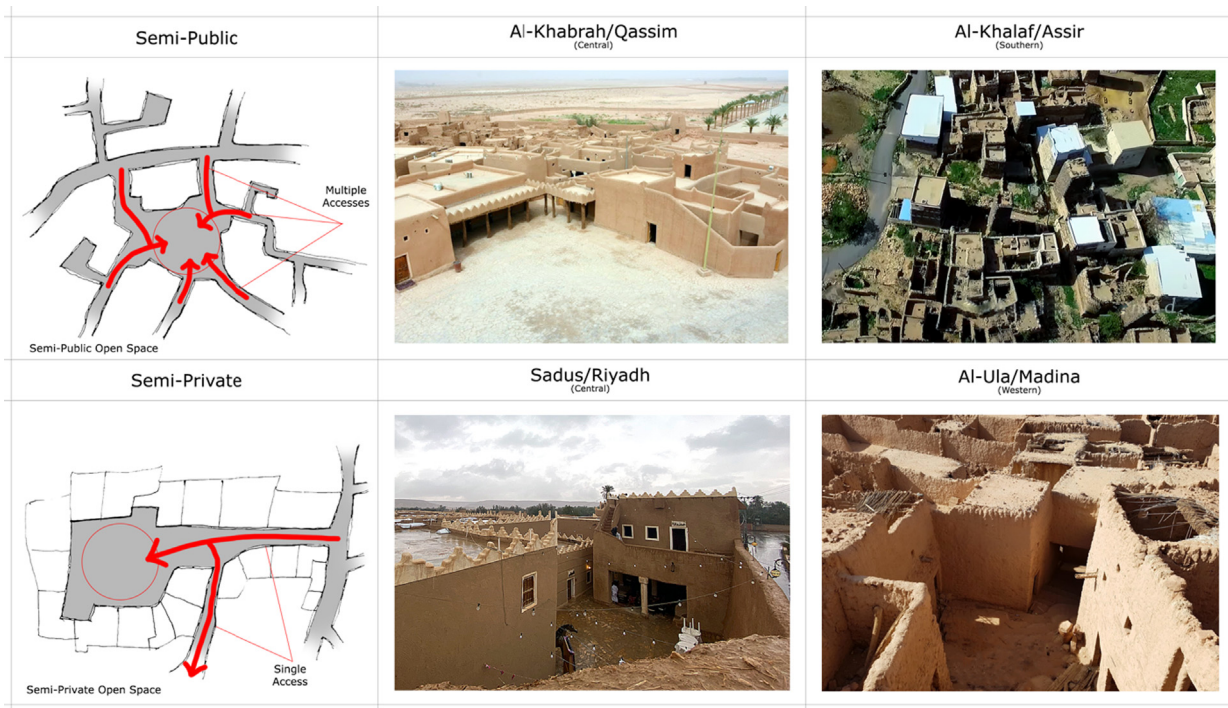 Semi-Public
Al-Khabrah/Qassim
(Central)
Al-Khalaf/Assir
(Southern)
Multiple
Accesses
Semi-Public Open Space
Semi-Private
Sadus/Riyadh
(Central)
Al-Ula/Madina
(Western)
Single
Access
Semi-Private Open Space